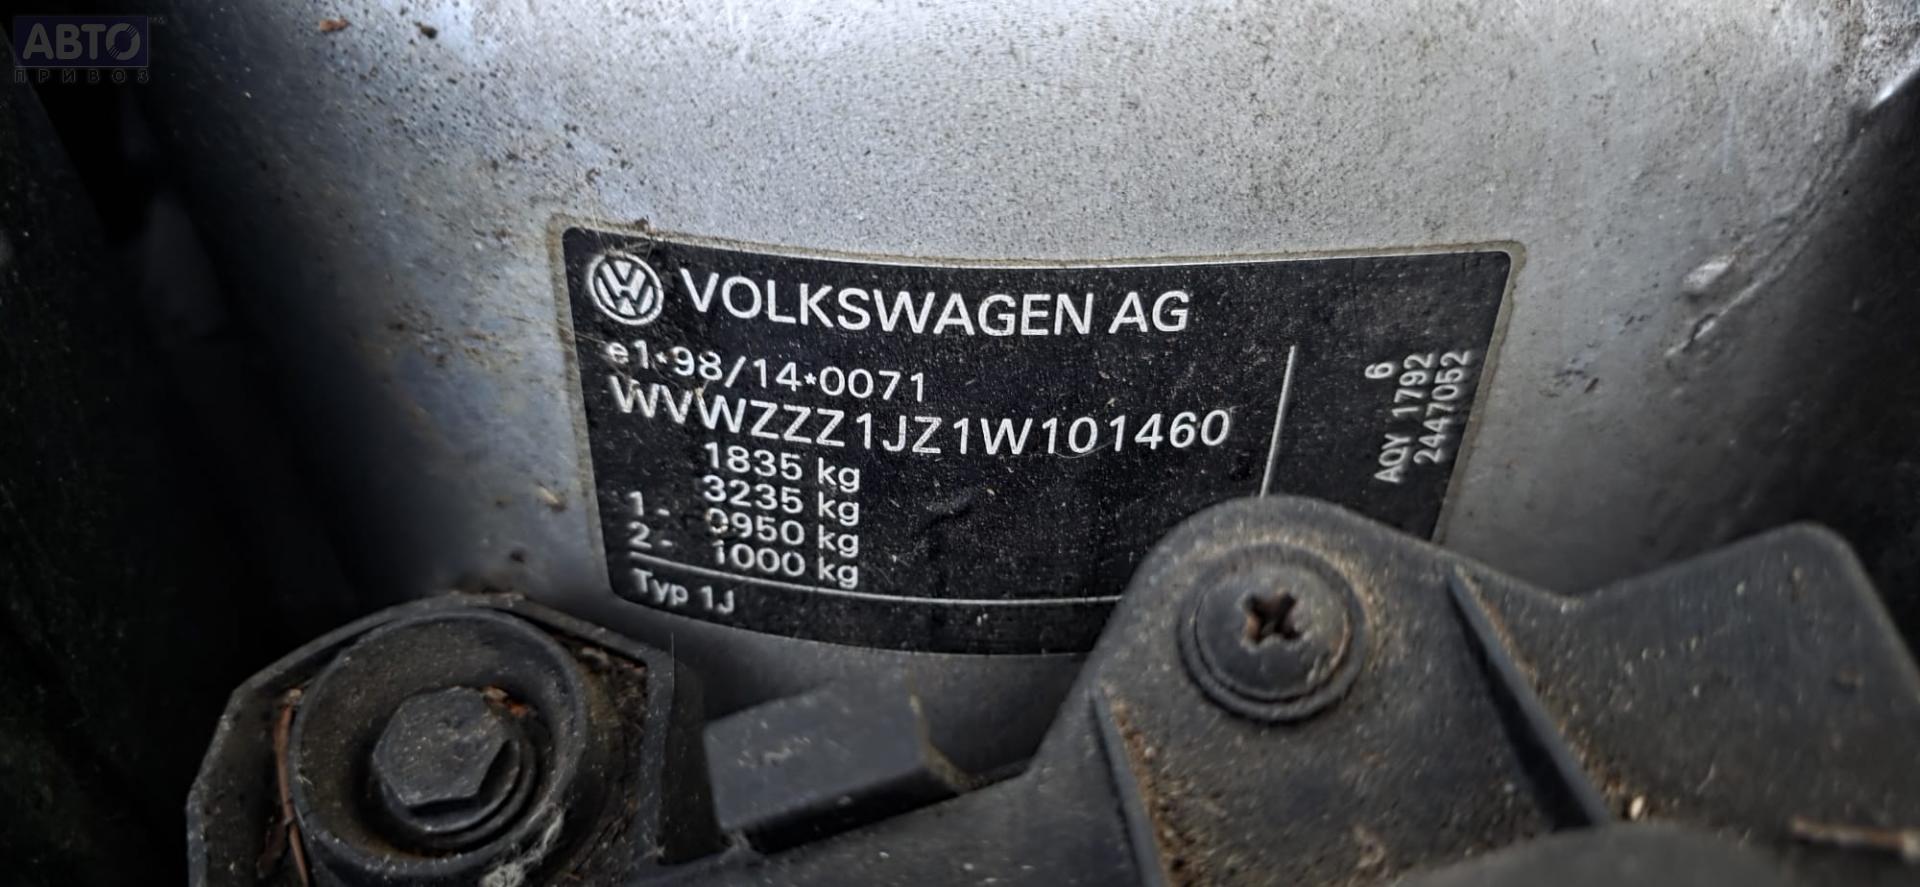 АВТО
ПРИВОЗ
VOLKSWAGEN AG
e1*98/14*0071
WVWZZZ1JZ1W101460
1835 kg
3235 kg
1- 0950 kg
2- 1000 kg
Typ 1J
6
AQY 1792
2447052